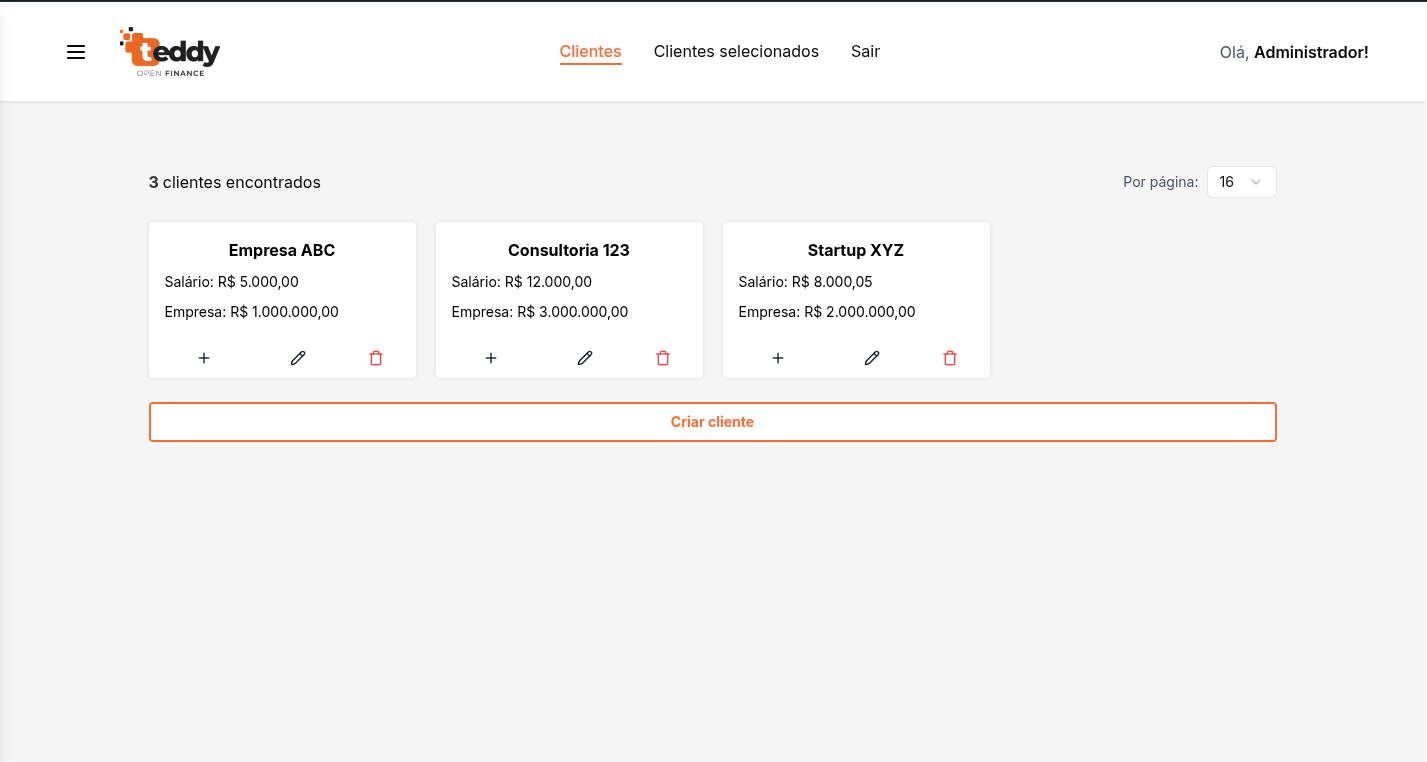 teddy
OPEN FINANCE
Clientes
Clientes selecionados
Sair
Olá, Administrador!
3 clientes encontrados
Por página:
16
Empresa ABC
Salário: R$ 5.000,00
Empresa: R$ 1.000.000,00
Consultoria 123
Salário: R$ 12.000,00
Empresa: R$ 3.000.000,00
Startup XYZ
Salário: R$ 8.000,05
Empresa: R$ 2.000.000,00
Criar cliente